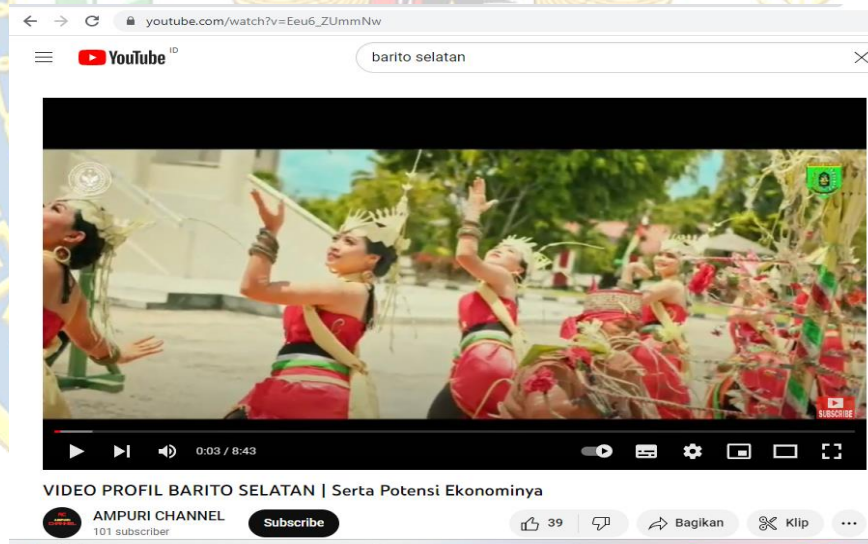 youtube.com/watch?v=Eeu6_ZUmmNw
YouTube ID
barito selatan
SUBSCRIBE
0:03 / 8:43
VIDEO PROFIL BARITO SELATAN | Serta Potensi Ekonominya
AMPURI CHANNEL
101 subscriber
Subscribe
39
Bagikan
Klip